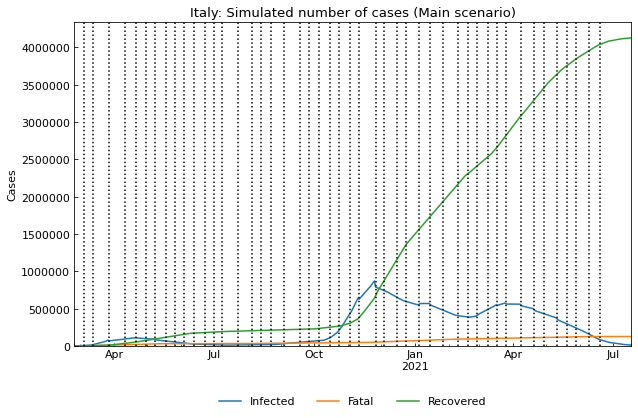 Italy: Simulated number of cases (Main scenario)
4000000
3500000
3000000
2500000
2000000
1500000
1000000
500000
0
Cases
Apr Jul Oct Jan Apr Jul
2021
Infected Fatal Recovered